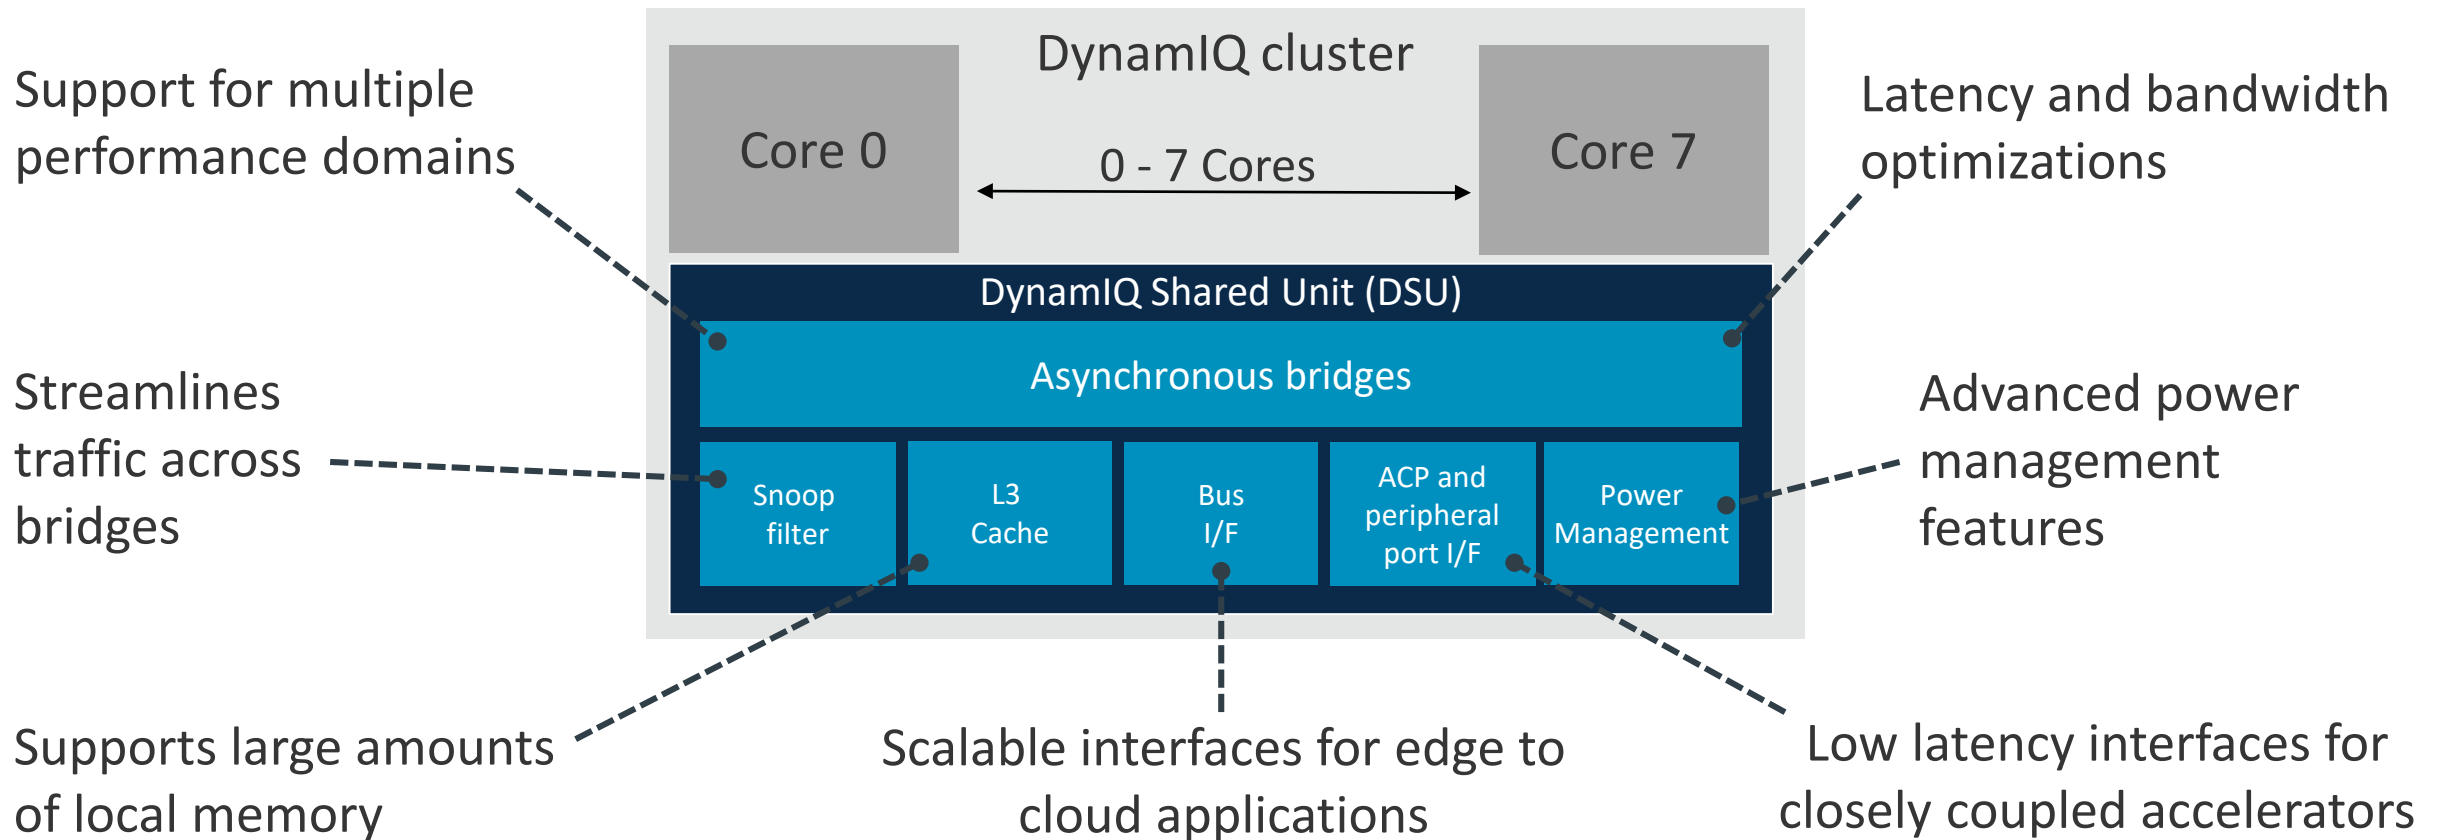 DynamIQ cluster
Core 0
0 - 7 Cores
Core 7
DynamIQ Shared Unit (DSU)
Asynchronous bridges
Snoop
filter
L3
Cache
Bus
I/F
ACP and
peripheral
port I/F
Power
Management
Support for multiple
performance domains
Streamlines
traffic across
bridges
Supports large amounts
of local memory
Scalable interfaces for edge to
cloud applications
Latency and bandwidth
optimizations
Advanced power
management
features
Low latency interfaces for
closely coupled accelerators